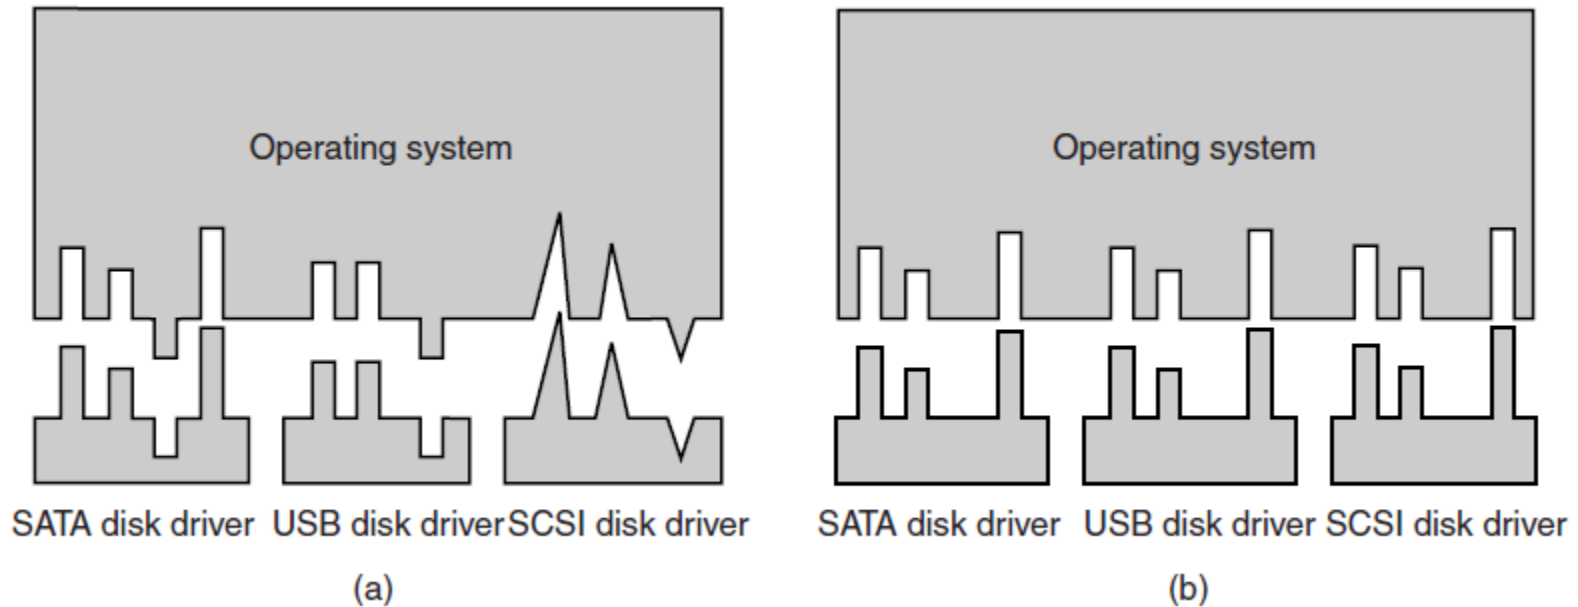 Operating system
Operating system
SATA disk driver USB disk driver SCSI disk driver
SATA disk driver USB disk driver SCSI disk driver
(a)
(b)